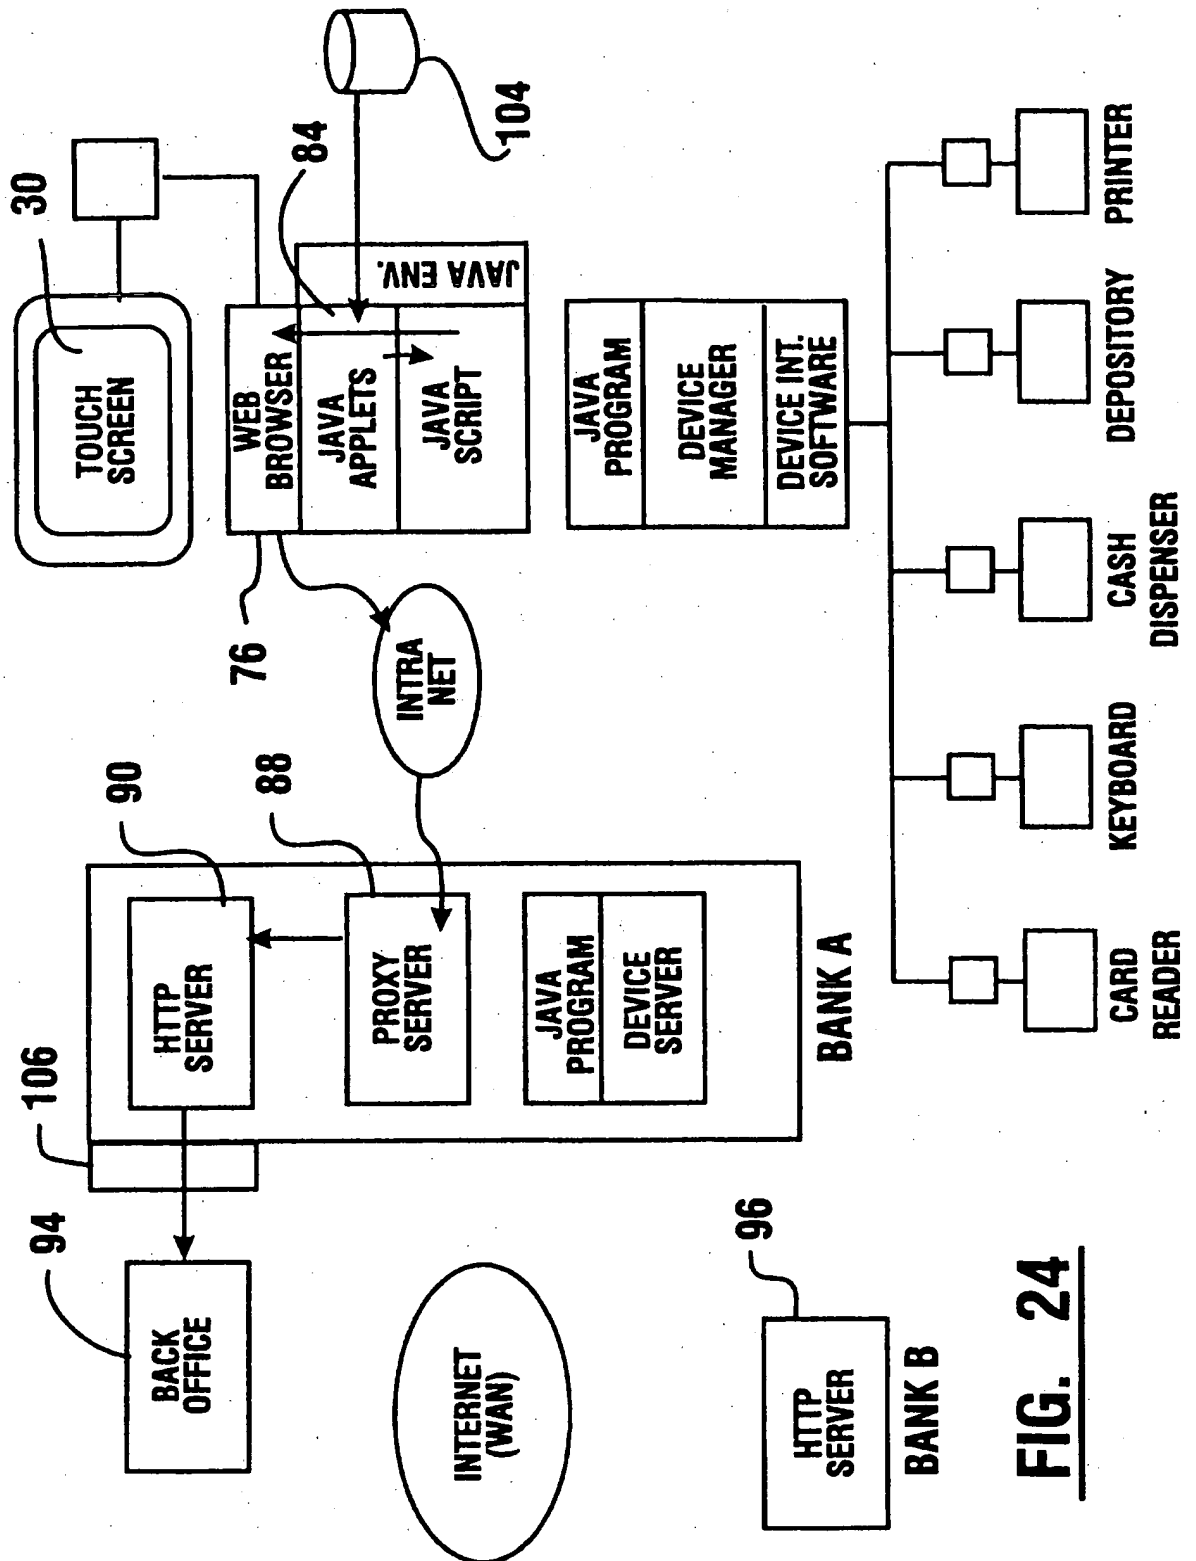 30
TOUCH
SCREEN
104
84
WEB
BROWSER
JAVA
APPLETS
JAVA
SCRIPT
JAVA ENV.
76
INTRA
NET
JAVA
PROGRAM
DEVICE
MANAGER
DEVICE INT.
SOFTWARE
90
HTTP
SERVER
88
PROXY
SERVER
JAVA
PROGRAM
DEVICE
SERVER
BANK A
106
94
BACK
OFFICE
INTERNET
(WAN)
96
HTTP
SERVER
BANK B
CARD
READER
KEYBOARD
CASH
DISPENSER
DEPOSITORY
PRINTER
FIG. 24